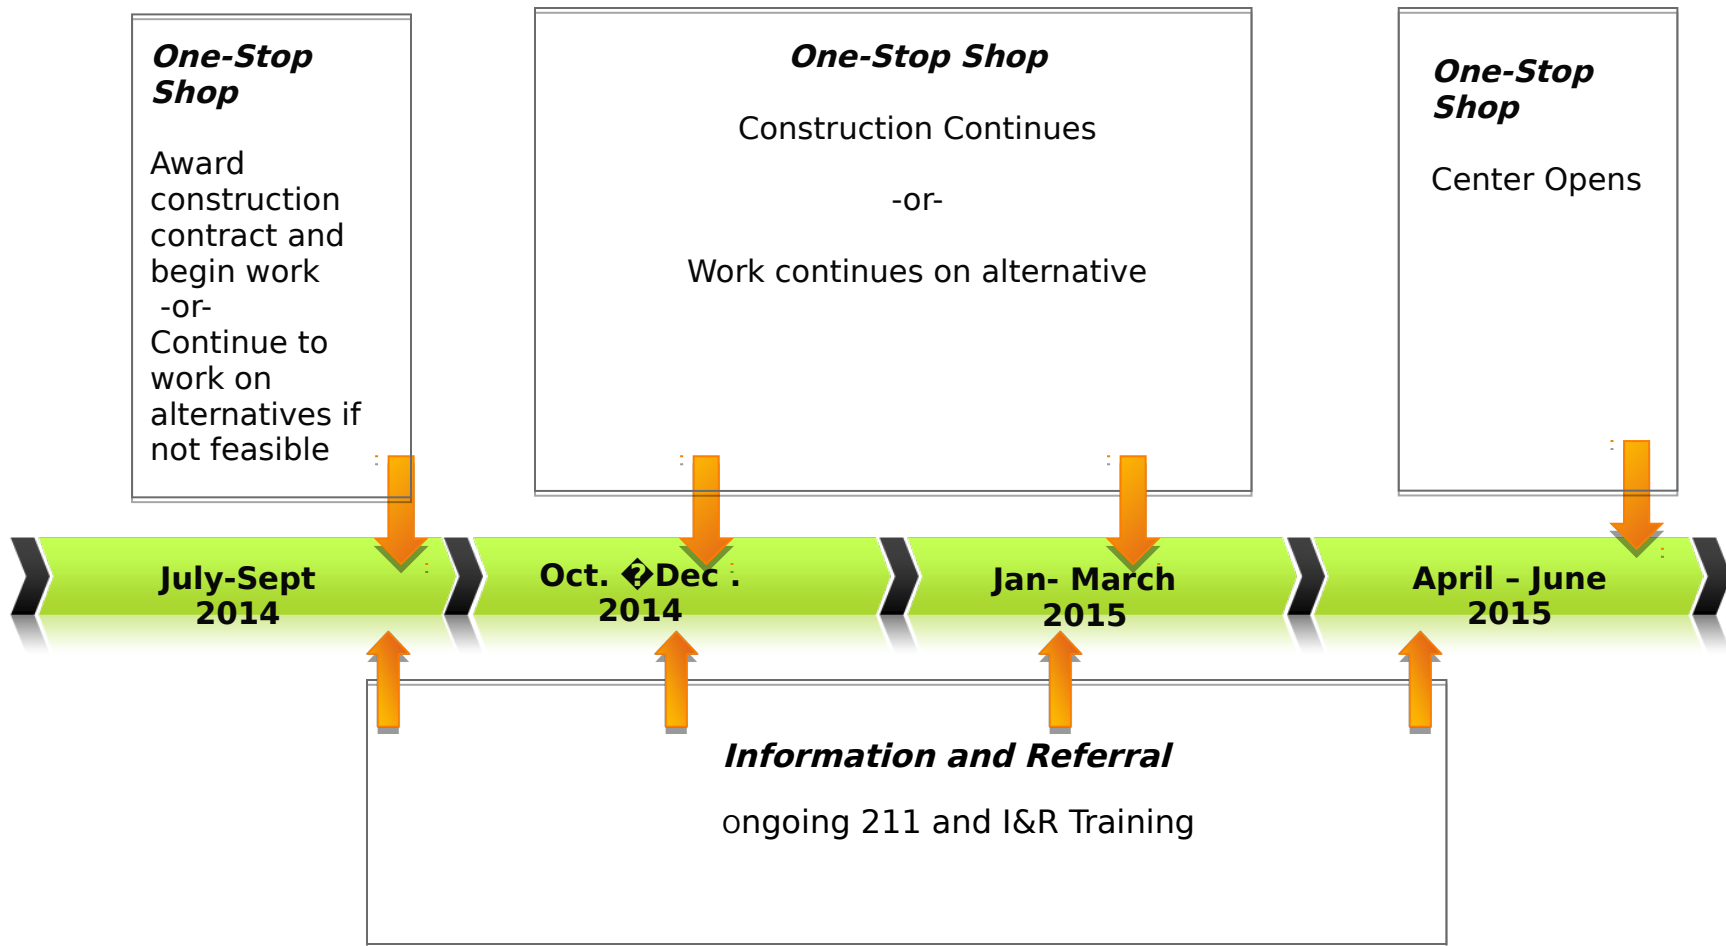 One-Stop
Shop
Award
construction
contract and
begin work
-or-
Continue to
work on
alternatives if
not feasible
One-Stop Shop
Construction Continues
-or-
Work continues on alternative
One-Stop
Shop
Center Opens
July-Sept
2014
Oct. �Dec .
2014
Jan- March
2015
April – June
2015
Information and Referral
ongoing 211 and I&R Training